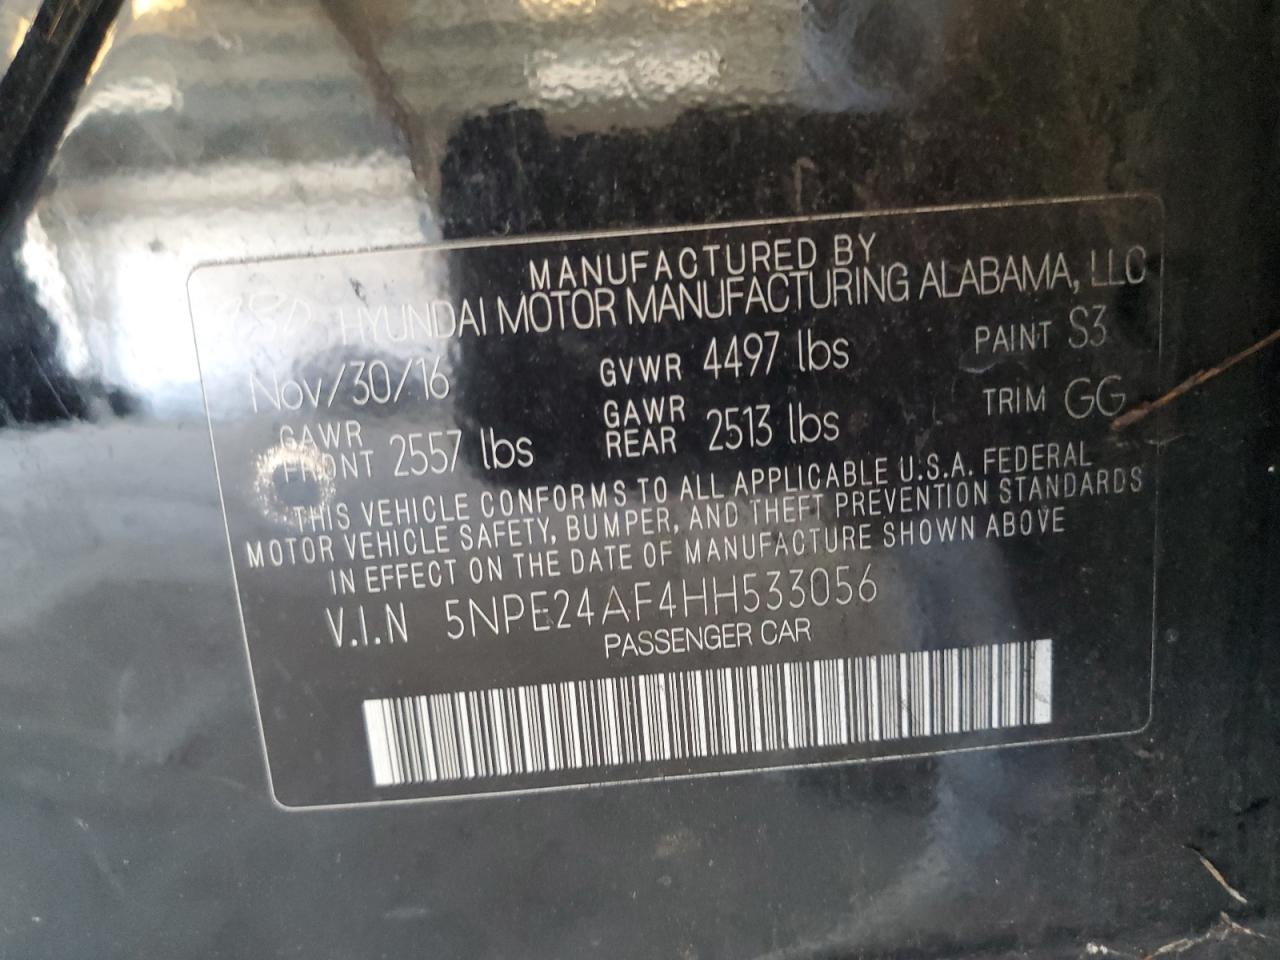 MANUFACTURED BY
HYUNDAI MOTOR MANUFACTURING ALABAMA, LLC
Nov/30/16 GVWR 4497 lbs PAINT S3
GAWR FRONT 2557 lbs GAWR REAR 2513 lbs TRIM GG
THIS VEHICLE CONFORMS TO ALL APPLICABLE U.S.A. FEDERAL
MOTOR VEHICLE SAFETY, BUMPER, AND THEFT PREVENTION STANDARDS
IN EFFECT ON THE DATE OF MANUFACTURE SHOWN ABOVE
V.I.N 5NPE24AF4HH533056
PASSENGER CAR